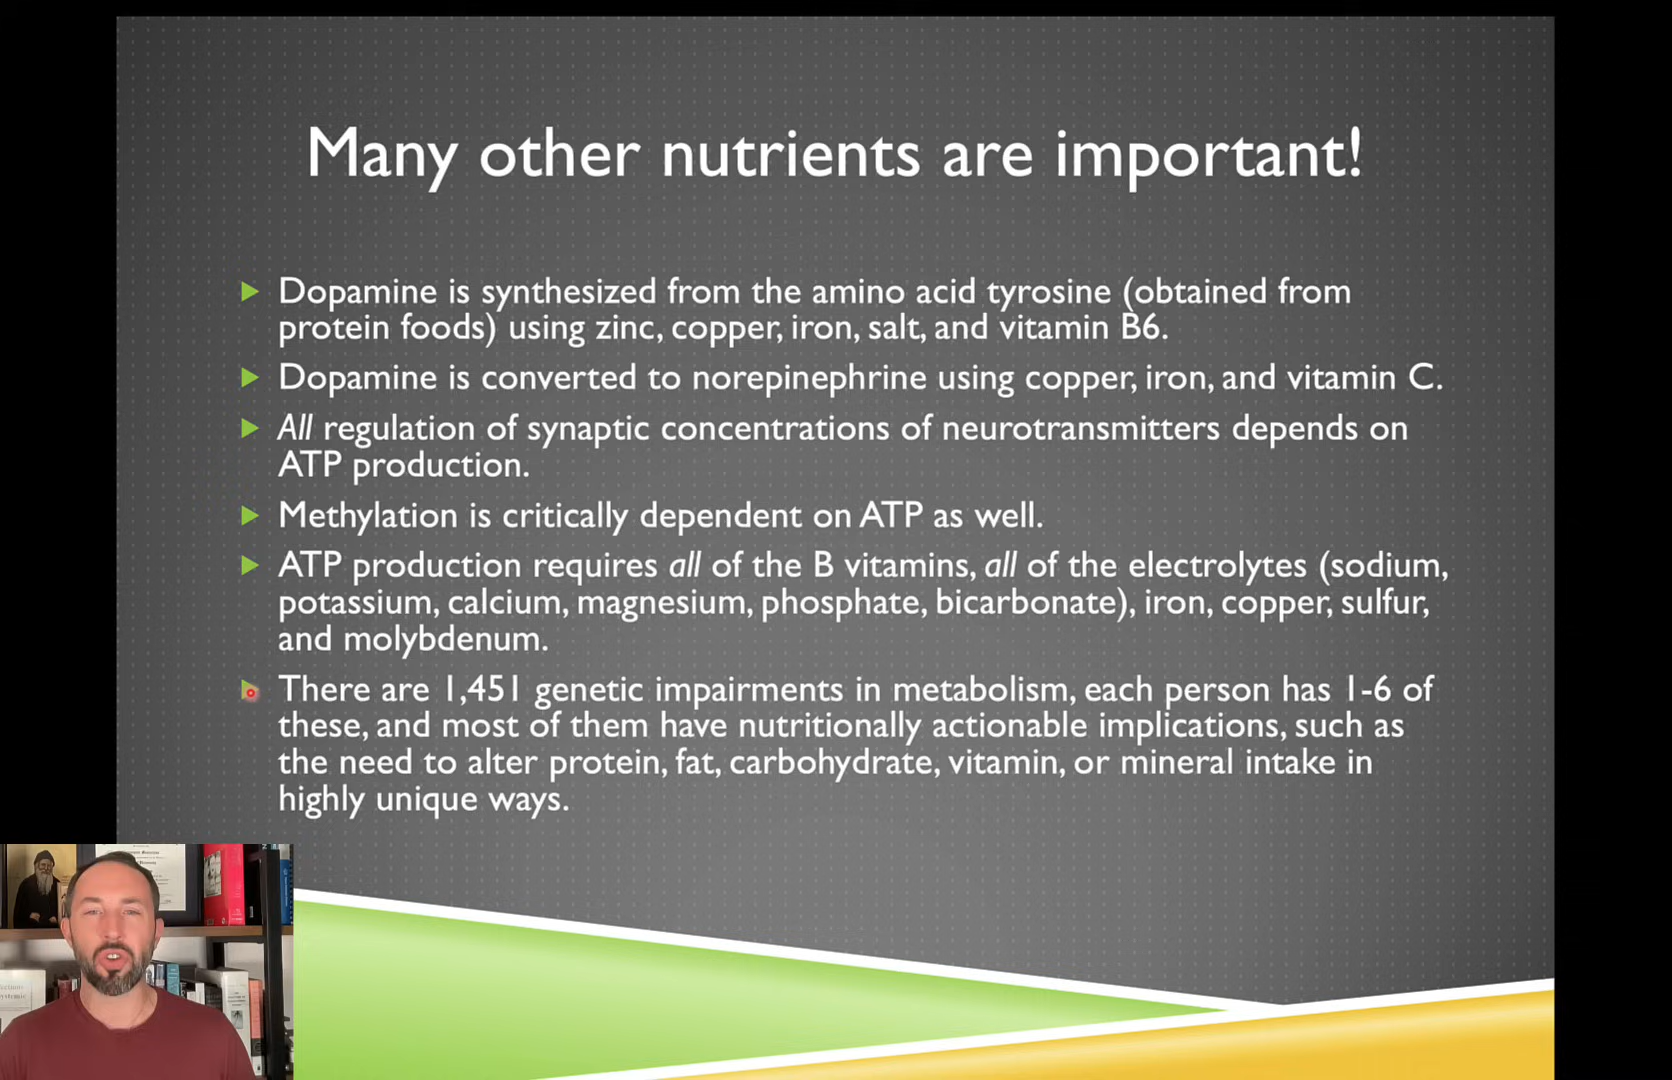 Many other nutrients are important!
Dopamine is synthesized from the amino acid tyrosine (obtained from
protein foods) using zinc, copper, iron, salt, and vitamin B6.
Dopamine is converted to norepinephrine using copper, iron, and vitamin C.
All regulation of synaptic concentrations of neurotransmitters depends on
ATP production.
Methylation is critically dependent on ATP as well.
ATP production requires all of the B vitamins, all of the electrolytes (sodium,
potassium, calcium, magnesium, phosphate, bicarbonate), iron, copper, sulfur,
and molybdenum.
There are 1,451 genetic impairments in metabolism, each person has 1-6 of
these, and most of them have nutritionally actionable implications, such as
the need to alter protein, fat, carbohydrate, vitamin, or mineral intake in
highly unique ways.